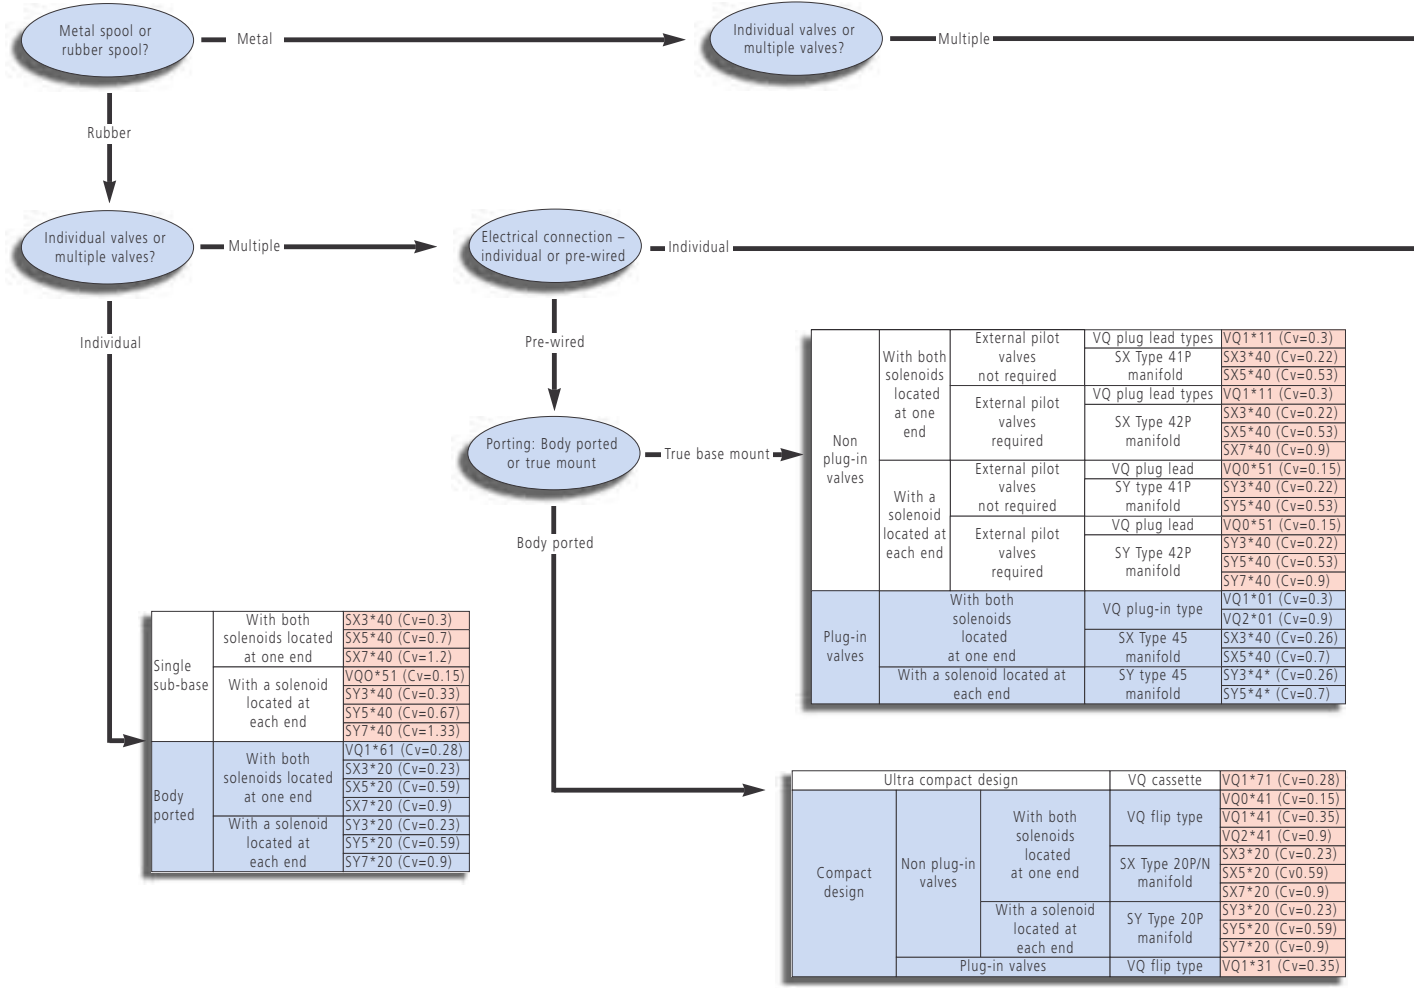 Metal spool or
rubber spool?
Metal
Individual valves or
multiple valves?
Multiple
Rubber
Individual valves or
multiple valves?
Multiple
Electrical connection –
individual or pre-wired
Individual
Individual
Pre-wired
Porting: Body ported
or true mount
True base mount
Body ported
Non
plug-in
valves
With both
solenoids
located
at one
end
External pilot
valves
not required
VQ plug lead types
VQ1*11 (Cv=0.3)
SX Type 41P
manifold
SX3*40 (Cv=0.22)
SX5*40 (Cv=0.53)
External pilot
valves
required
VQ plug lead types
VQ1*11 (Cv=0.3)
SX Type 42P
manifold
SX3*40 (Cv=0.22)
SX5*40 (Cv=0.53)
SX7*40 (Cv=0.9)
With a
solenoid
located at
each end
External pilot
valves
not required
VQ plug lead
VQ0*51 (Cv=0.15)
SY type 41P
manifold
SY3*40 (Cv=0.22)
SY5*40 (Cv=0.53)
External pilot
valves
required
VQ plug lead
VQ0*51 (Cv=0.15)
SY Type 42P
manifold
SY3*40 (Cv=0.22)
SY5*40 (Cv=0.53)
SY7*40 (Cv=0.9)
Plug-in
valves
With both
solenoids
located
at one end
VQ plug-in type
VQ1*01 (Cv=0.3)
VQ2*01 (Cv=0.9)
SX Type 45
manifold
SX3*40 (Cv=0.26)
SX5*40 (Cv=0.7)
With a solenoid located at
each end
SY type 45
manifold
SY3*4* (Cv=0.26)
SY5*4* (Cv=0.7)
Single
sub-base
With both
solenoids located
at one end
SX3*40 (Cv=0.3)
SX5*40 (Cv=0.7)
SX7*40 (Cv=1.2)
With a solenoid
located at
each end
VQO*51 (Cv=0.15)
SY3*40 (Cv=0.33)
SY5*40 (Cv=0.67)
SY7*40 (Cv=1.33)
Body
ported
With both
solenoids located
at one end
VQ1*61 (Cv=0.28)
SX3*20 (Cv=0.23)
SX5*20 (Cv=0.59)
SX7*20 (Cv=0.9)
With a solenoid
located at
each end
SY3*20 (Cv=0.23)
SY5*20 (Cv=0.59)
SY7*20 (Cv=0.9)
Ultra compact design
VQ cassette
VQ1*71 (Cv=0.28)
Compact
design
Non plug-in
valves
With both
solenoids
located
at one end
VQ flip type
VQ0*41 (Cv=0.15)
VQ1*41 (Cv=0.35)
VQ2*41 (Cv=0.9)
SX Type 20P/N
manifold
SX3*20 (Cv=0.23)
SX5*20 (Cv0.59)
SX7*20 (Cv=0.9)
With a solenoid
located at
each end
SY Type 20P
manifold
SY3*20 (Cv=0.23)
SY5*20 (Cv=0.59)
SY7*20 (Cv=0.9)
Plug-in valves
VQ flip type
VQ1*31 (Cv=0.35)